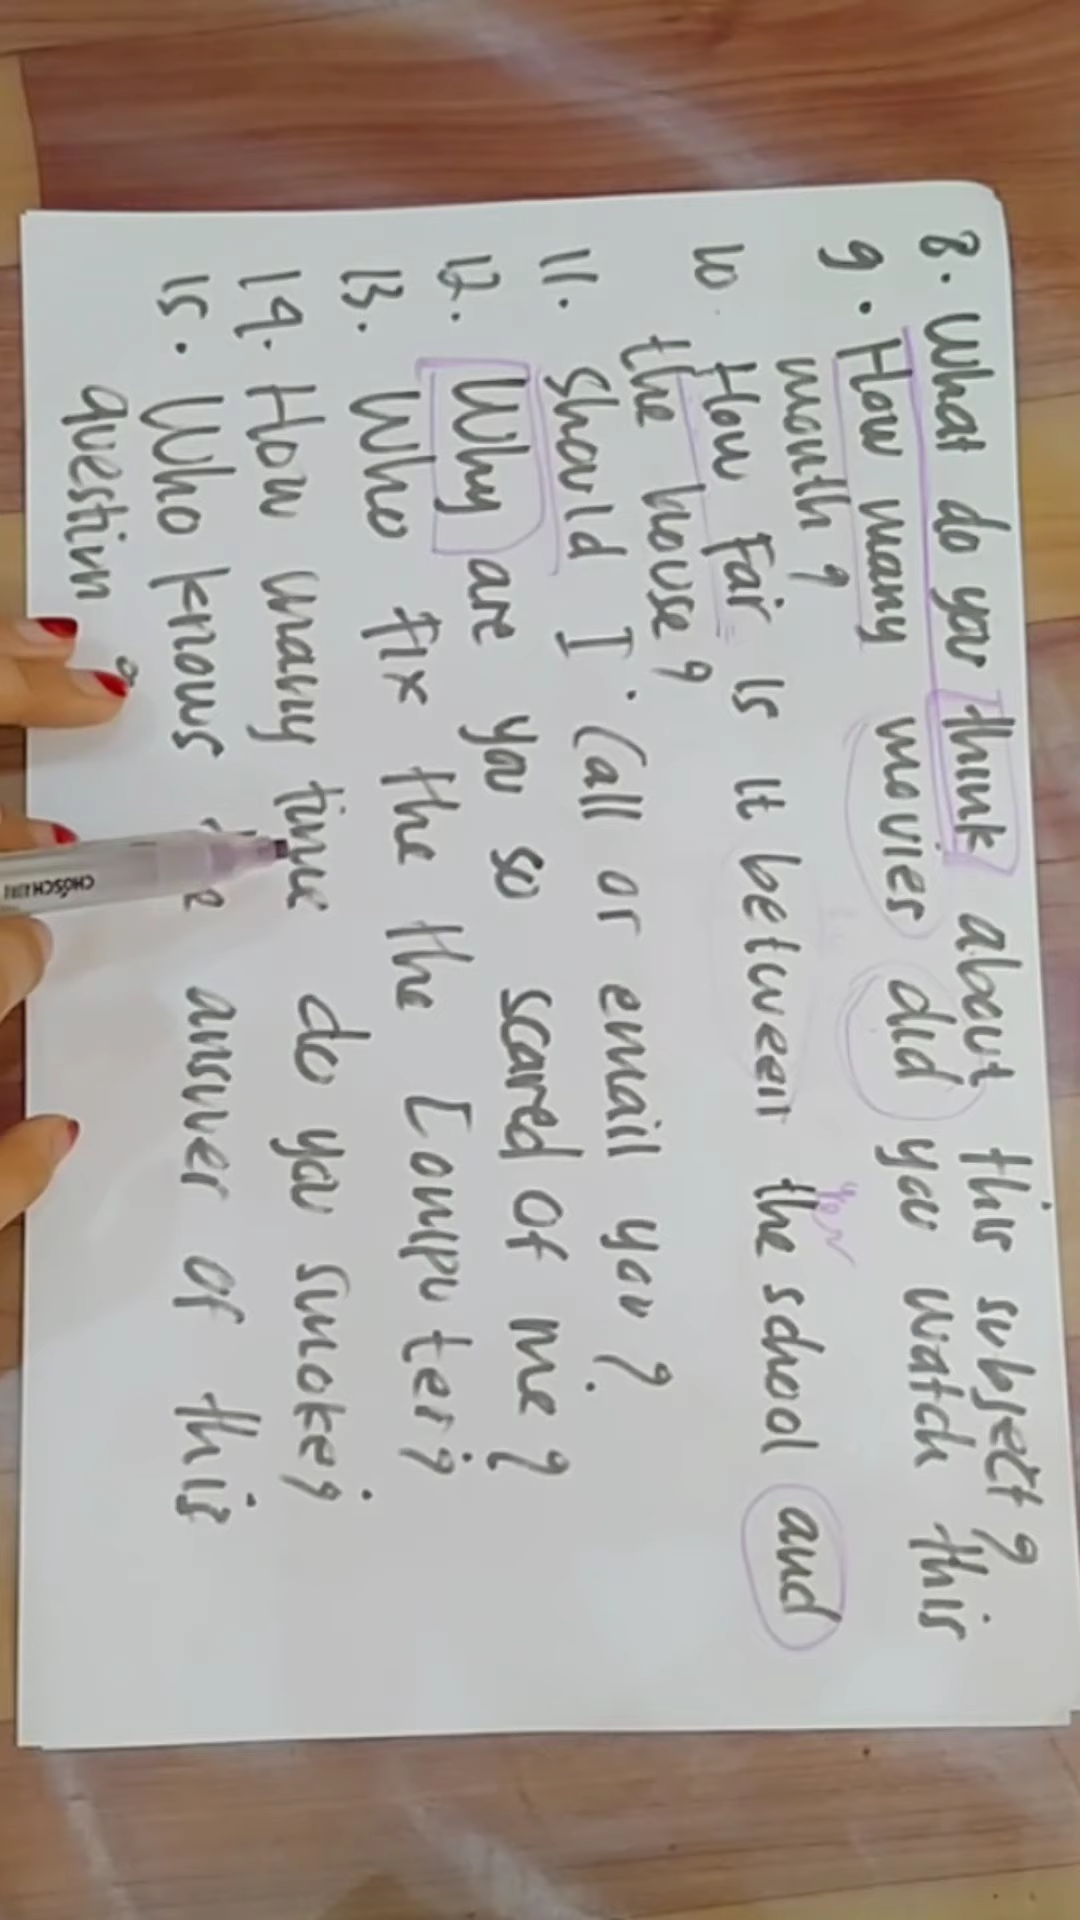 8. What do you think about this subject?
9. How many movies did you watch this
mouth?
10. How Fair is it between the school and
the house?
11. Should I call or email you?
12. Why are you so scared of me?
13. Who fix the the Computer?
14. How many time do you smoke?
15. Who knows answer of this
question
CHOSCH